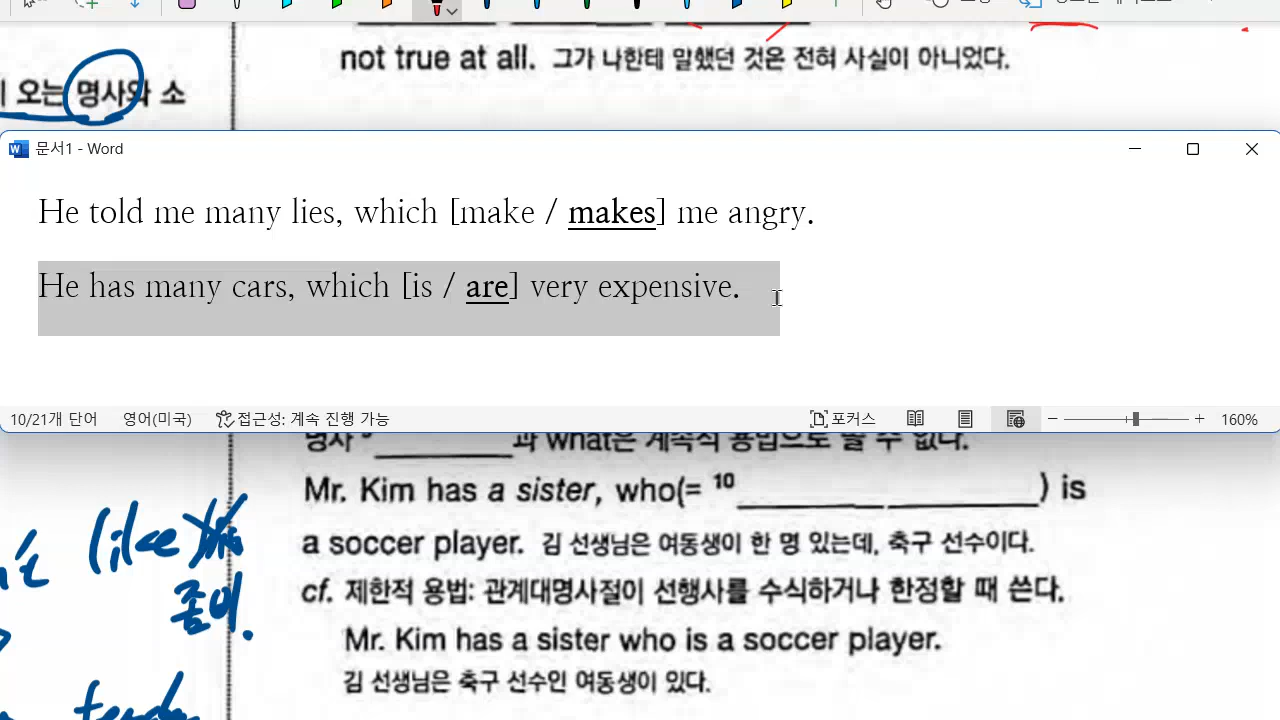 not true at all. 그가 나한테 말했던 것은 전혀 사실이 아니었다.
오는 명사와 소
문서1 - Word
He told me many lies, which [make / makes] me angry.
He has many cars, which [is / are] very expensive.
10/21개 단어 영어(미국) 접근성: 계속 진행 가능 포커스 160%
명사 과 what은 계속적 용법으로 쓸 수 없다.
Mr. Kim has a sister, who(= 10 ) is
a soccer player. 김 선생님은 여동생이 한 명 있는데, 축구 선수이다.
cf. 제한적 용법: 관계대명사절이 선행사를 수식하거나 한정할 때 쓴다.
Mr. Kim has a sister who is a soccer player.
김 선생님은 축구 선수인 여동생이 있다.
like